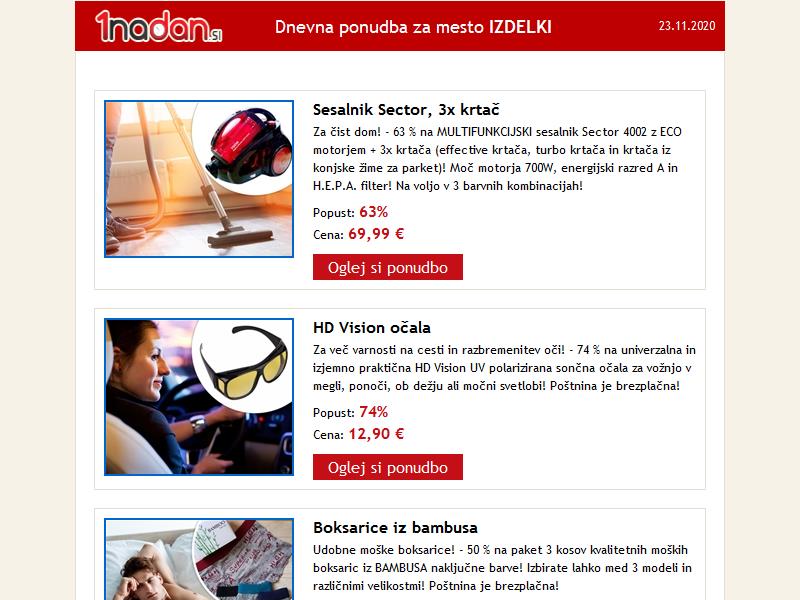 1nadan.si
Dnevna ponudba za mesto IZDELKI
23.11.2020
Sesalnik Sector, 3x krtač
Za čist dom! - 63 % na MULTIFUNKCIJSKI sesalnik Sector 4002 z ECO
motorjem + 3x krtača (effective krtača, turbo krtača in krtača iz
konjske žime za parket)! Moč motorja 700W, energijski razred A in
H.E.P.A. filter! Na voljo v 3 barvnih kombinacijah!
Popust: 63%
Cena: 69,99 €
Oglej si ponudbo
HD Vision očala
Za več varnosti na cesti in razbremenitev oči! - 74 % na univerzalna in
izjemno praktična HD Vision UV polarizirana sončna očala za vožnjo v
megli, ponoči, ob dežju ali močni svetlobi! Poštnina je brezplačna!
Popust: 74%
Cena: 12,90 €
Oglej si ponudbo
Boksarice iz bambusa
Udobne moške boksarice! - 50 % na paket 3 kosov kvalitetnih moških
boksaric iz BAMBUSA naključne barve! Izbirate lahko med 3 modeli in
različnimi velikostmi! Poštnina je brezplačna!